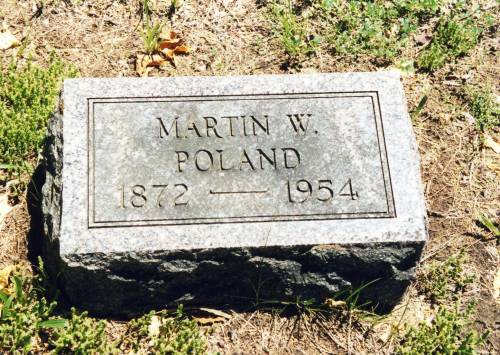 MARTIN W.
POLAND
1872 — 1954